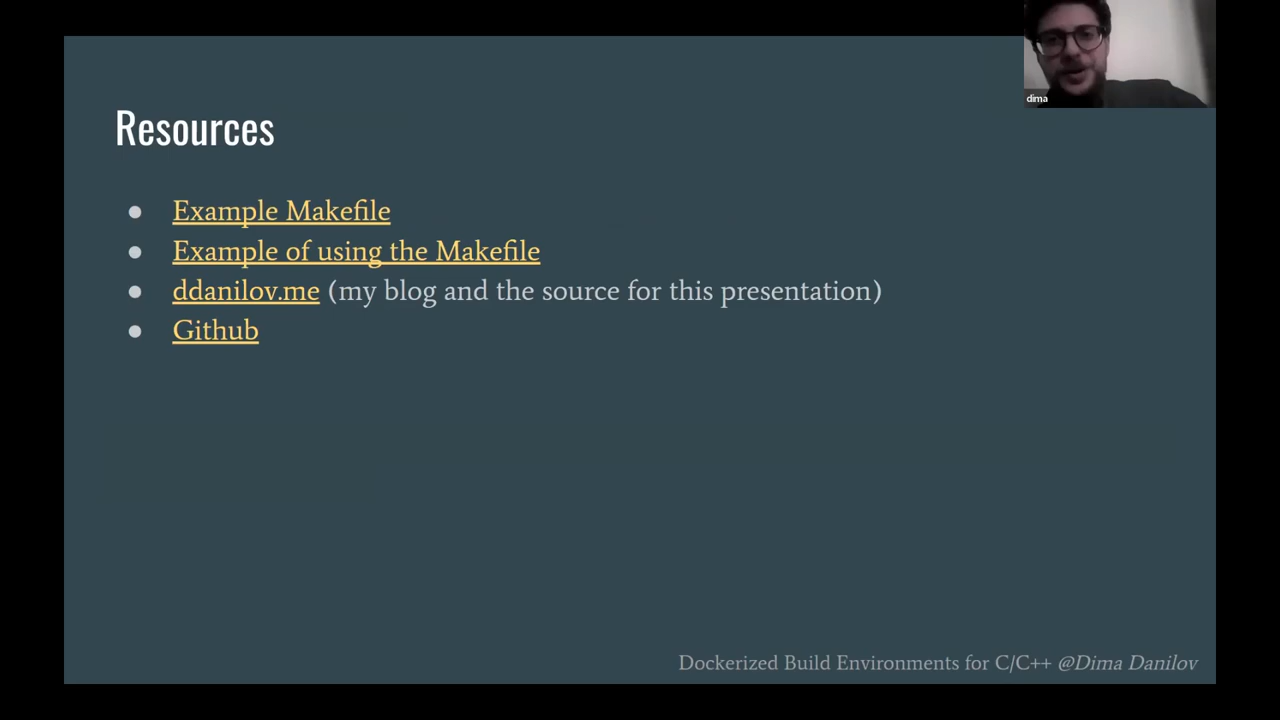 dima
Resources
Example Makefile
Example of using the Makefile
ddanilov.me (my blog and the source for this presentation)
Github
Dockerized Build Environments for C/C++ @Dima Danilov